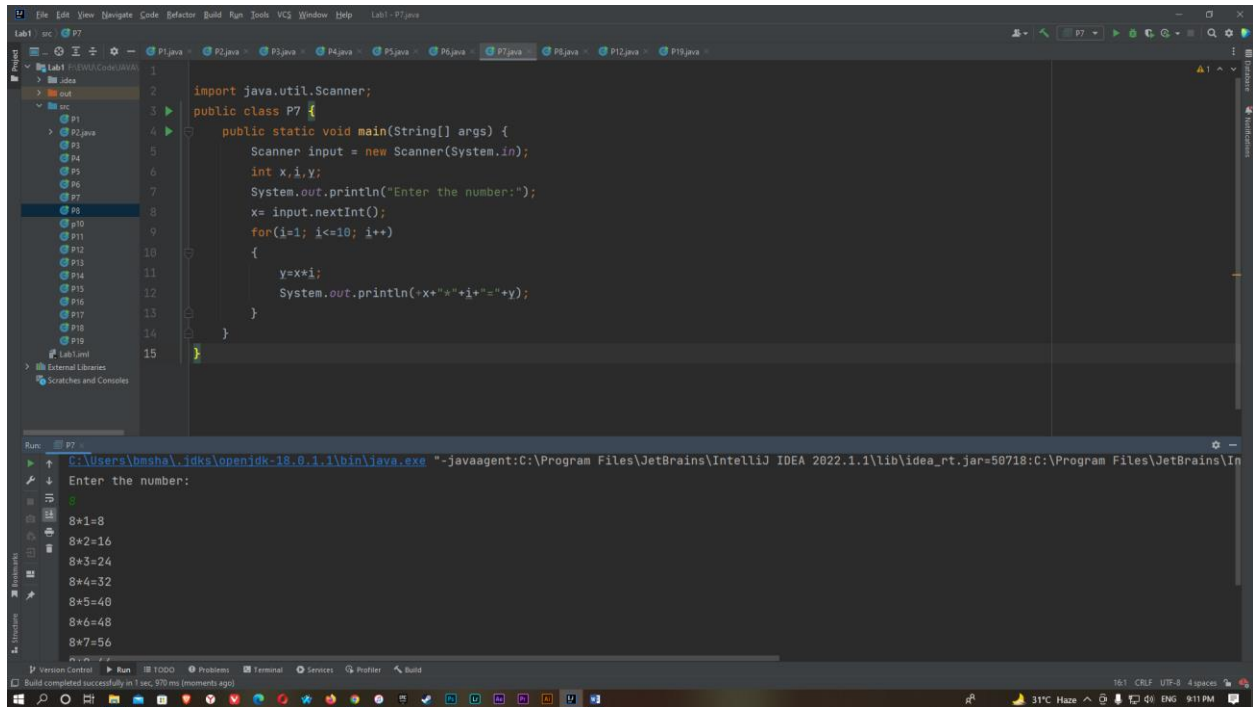 File Edit View Navigate Code Refactor Build Run Tools VCS Window Help Lab1 - P7.java
Lab1 src P7
P7
Project
P1.java P2.java P3.java P4.java P5.java P6.java P7.java P8.java P12.java P19.java
Lab1 F:\EWU\Code\JAVA\
.idea
out
src
P1
P2.java
P3
P4
P5
P6
P7
P8
p10
P11
P12
P13
P14
P15
P16
P17
P18
P19
Lab1.iml
External Libraries
Scratches and Consoles
1
2 import java.util.Scanner;
3 public class P7 {
4 public static void main(String[] args) {
5 Scanner input = new Scanner(System.in);
6 int x,i,y;
7 System.out.println("Enter the number:");
8 x= input.nextInt();
9 for(i=1; i<=10; i++)
10 {
11 y=x*i;
12 System.out.println(+x+"*"+i+"="+y);
13 }
14 }
15 }
1
Database
Notifications
Run: P7
C:\Users\bmsha\.jdks\openjdk-18.0.1.1\bin\java.exe "-javaagent:C:\Program Files\JetBrains\IntelliJ IDEA 2022.1.1\lib\idea_rt.jar=50718:C:\Program Files\JetBrains\In
Enter the number:
8
8*1=8
8*2=16
8*3=24
8*4=32
8*5=40
8*6=48
8*7=56
Bookmarks
Structure
Version Control Run TODO Problems Terminal Services Profiler Build
Build completed successfully in 1 sec, 970 ms (moments ago)
16:1 CRLF UTF-8 4 spaces
31°C Haze ENG 9:11 PM